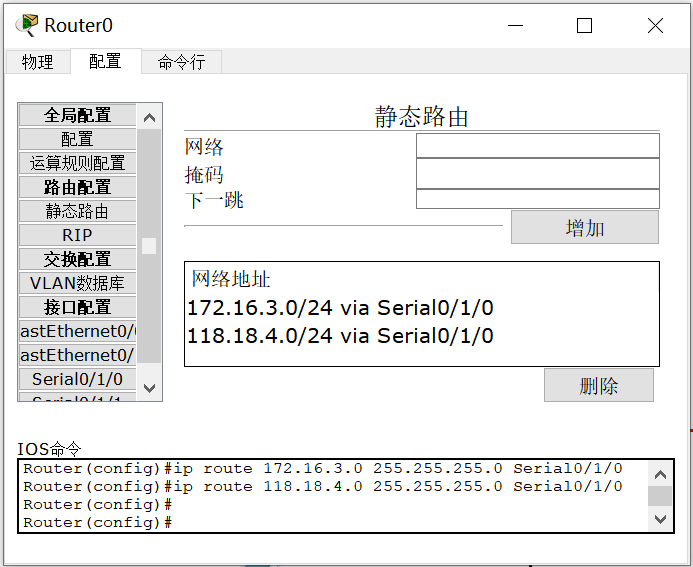 Router0
物理 配置 命令行
全局配置
配置
运算规则配置
路由配置
静态路由
RIP
交换配置
VLAN数据库
接口配置
astEthernet0/0
astEthernet0/
Serial0/1/0
Serial0/1/1
静态路由
网络
掩码
下一跳
增加
网络地址
172.16.3.0/24 via Serial0/1/0
118.18.4.0/24 via Serial0/1/0
删除
IOS命令
Router(config)#ip route 172.16.3.0 255.255.255.0 Serial0/1/0
Router(config)#ip route 118.18.4.0 255.255.255.0 Serial0/1/0
Router(config)#
Router(config)#